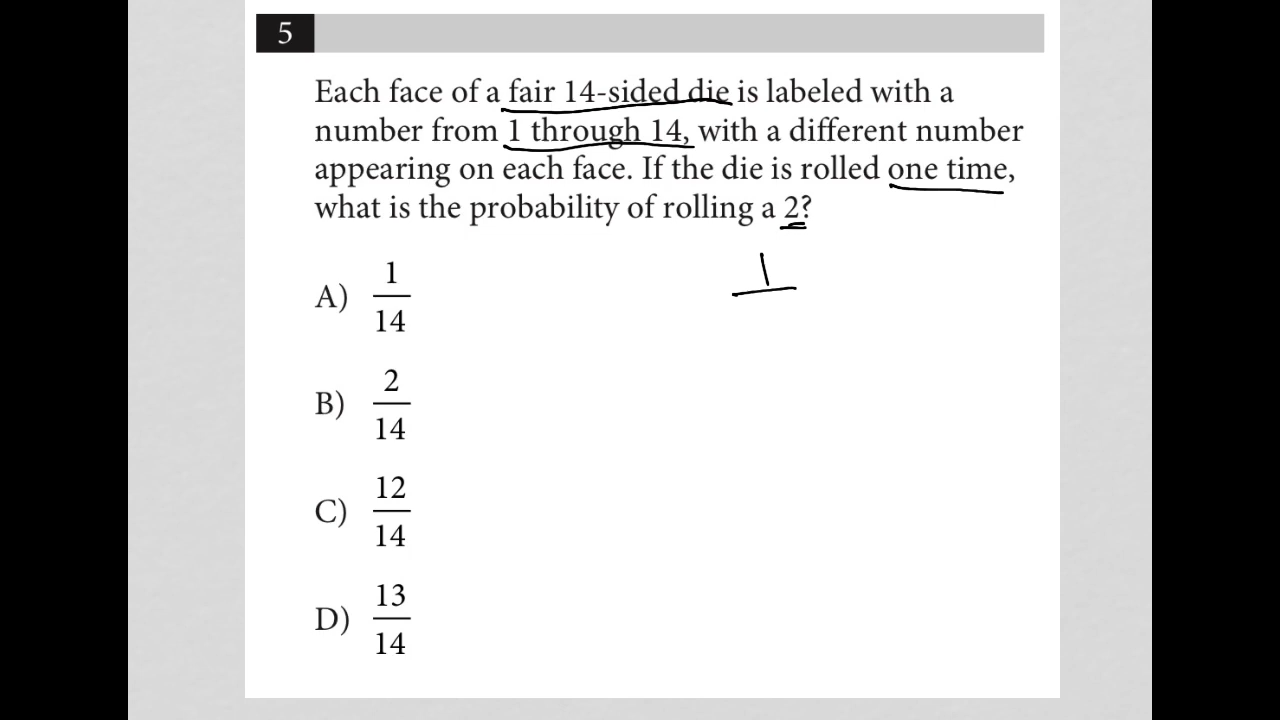 5
Each face of a fair 14-sided die is labeled with a
number from 1 through 14, with a different number
appearing on each face. If the die is rolled one time,
what is the probability of rolling a 2?
1
A) 1/14
B) 2/14
C) 12/14
D) 13/14